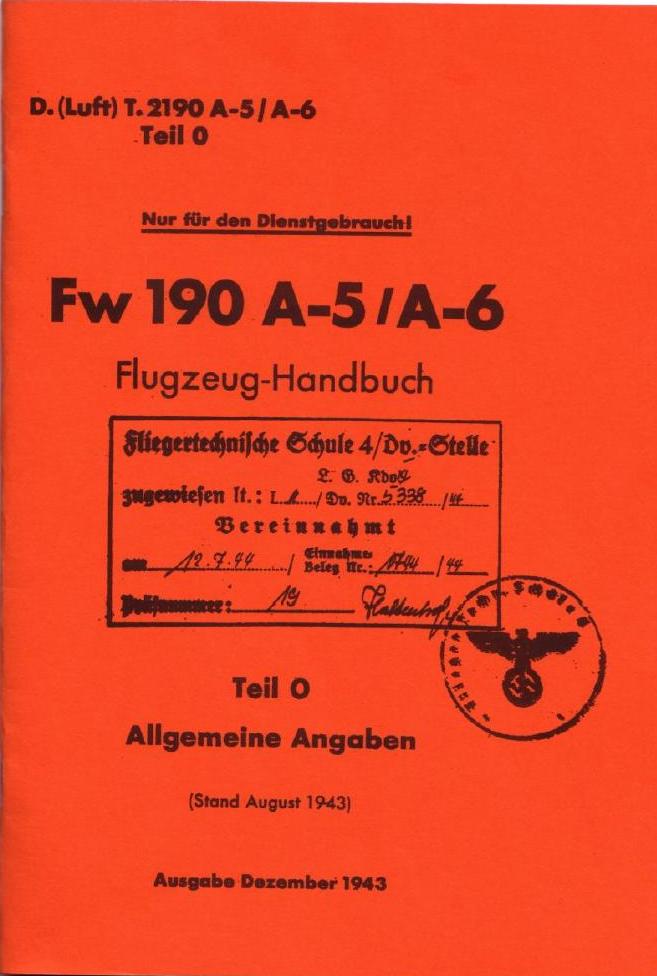 D. (Luft) T. 2190 A-5/A-6
Teil 0
Nur für den Dienstgebrauch!
Fw 190 A-5/A-6
Flugzeug-Handbuch
Fliegertechnische Schule 4/Dv.-Stelle
L. G. Kdo
zugewiesen lt.: L. /Dv. Nr. 5338 /44
Vereinnahmt
am 12.7.44 / Einnahme-
Beleg Nr.: /44
Prüfnummer: 19
Teil 0
Allgemeine Angaben
(Stand August 1943)
Ausgabe Dezember 1943